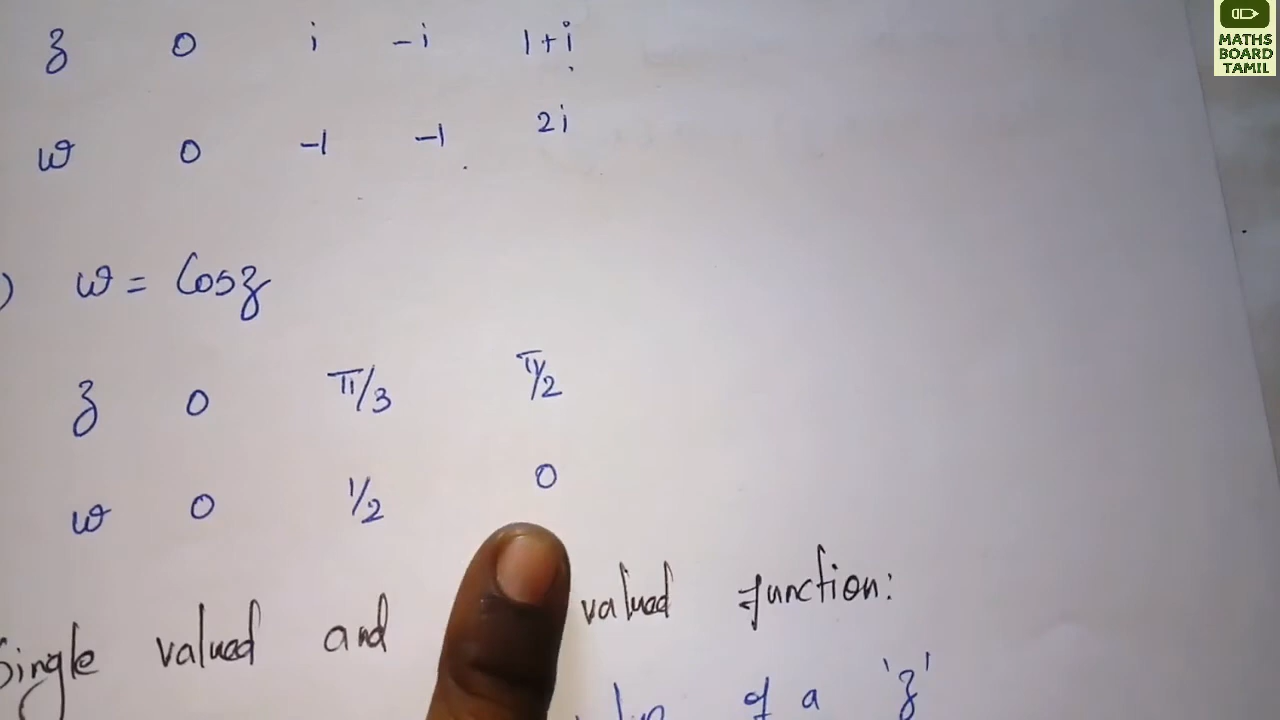 z 0 i -i 1+i
w 0 -1 -1 2i
) w = Cosz
z 0 π/3 π/2
w 0 1/2 0
Single valued and valued function:
of a 'z'
MATHS
BOARD
TAMIL